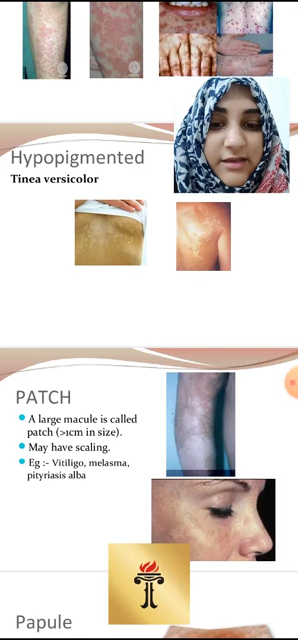 Hypopigmented
Tinea versicolor
PATCH
A large macule is called
patch (>1cm in size).
May have scaling.
Eg :- Vitiligo, melasma,
pityriasis alba
Papule